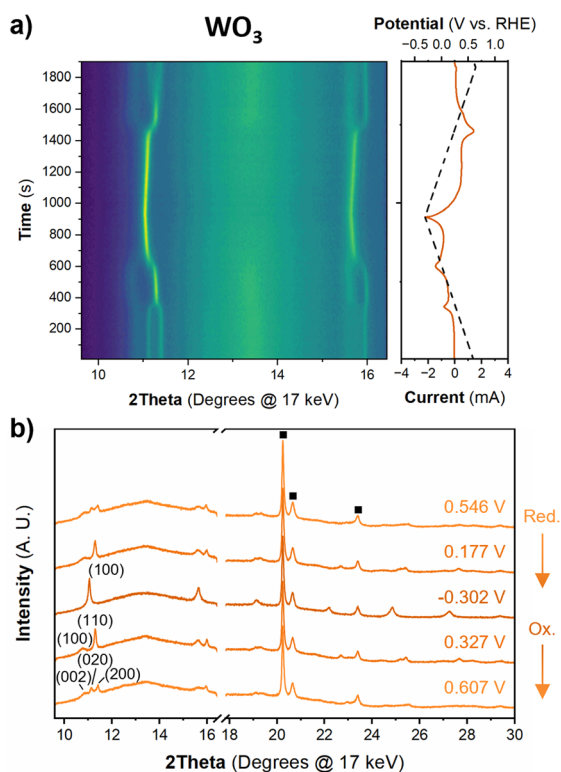 a)
WO3
Potential (V vs. RHE)
-0.5 0.0 0.5 1.0
1800
1600
1400
1200
1000
800
600
400
200
Time (s)
10 12 14 16
2Theta (Degrees @ 17 keV)
-4 -2 0 2 4
Current (mA)
b)
Intensity (A. U.)
0.546 V
Red.
0.177 V
(100)
-0.302 V
(110)
Ox.
(100)
0.327 V
(020)
(002) (200)
0.607 V
10 11 12 13 14 15 16 18 20 22 24 26 28 30
2Theta (Degrees @ 17 keV)